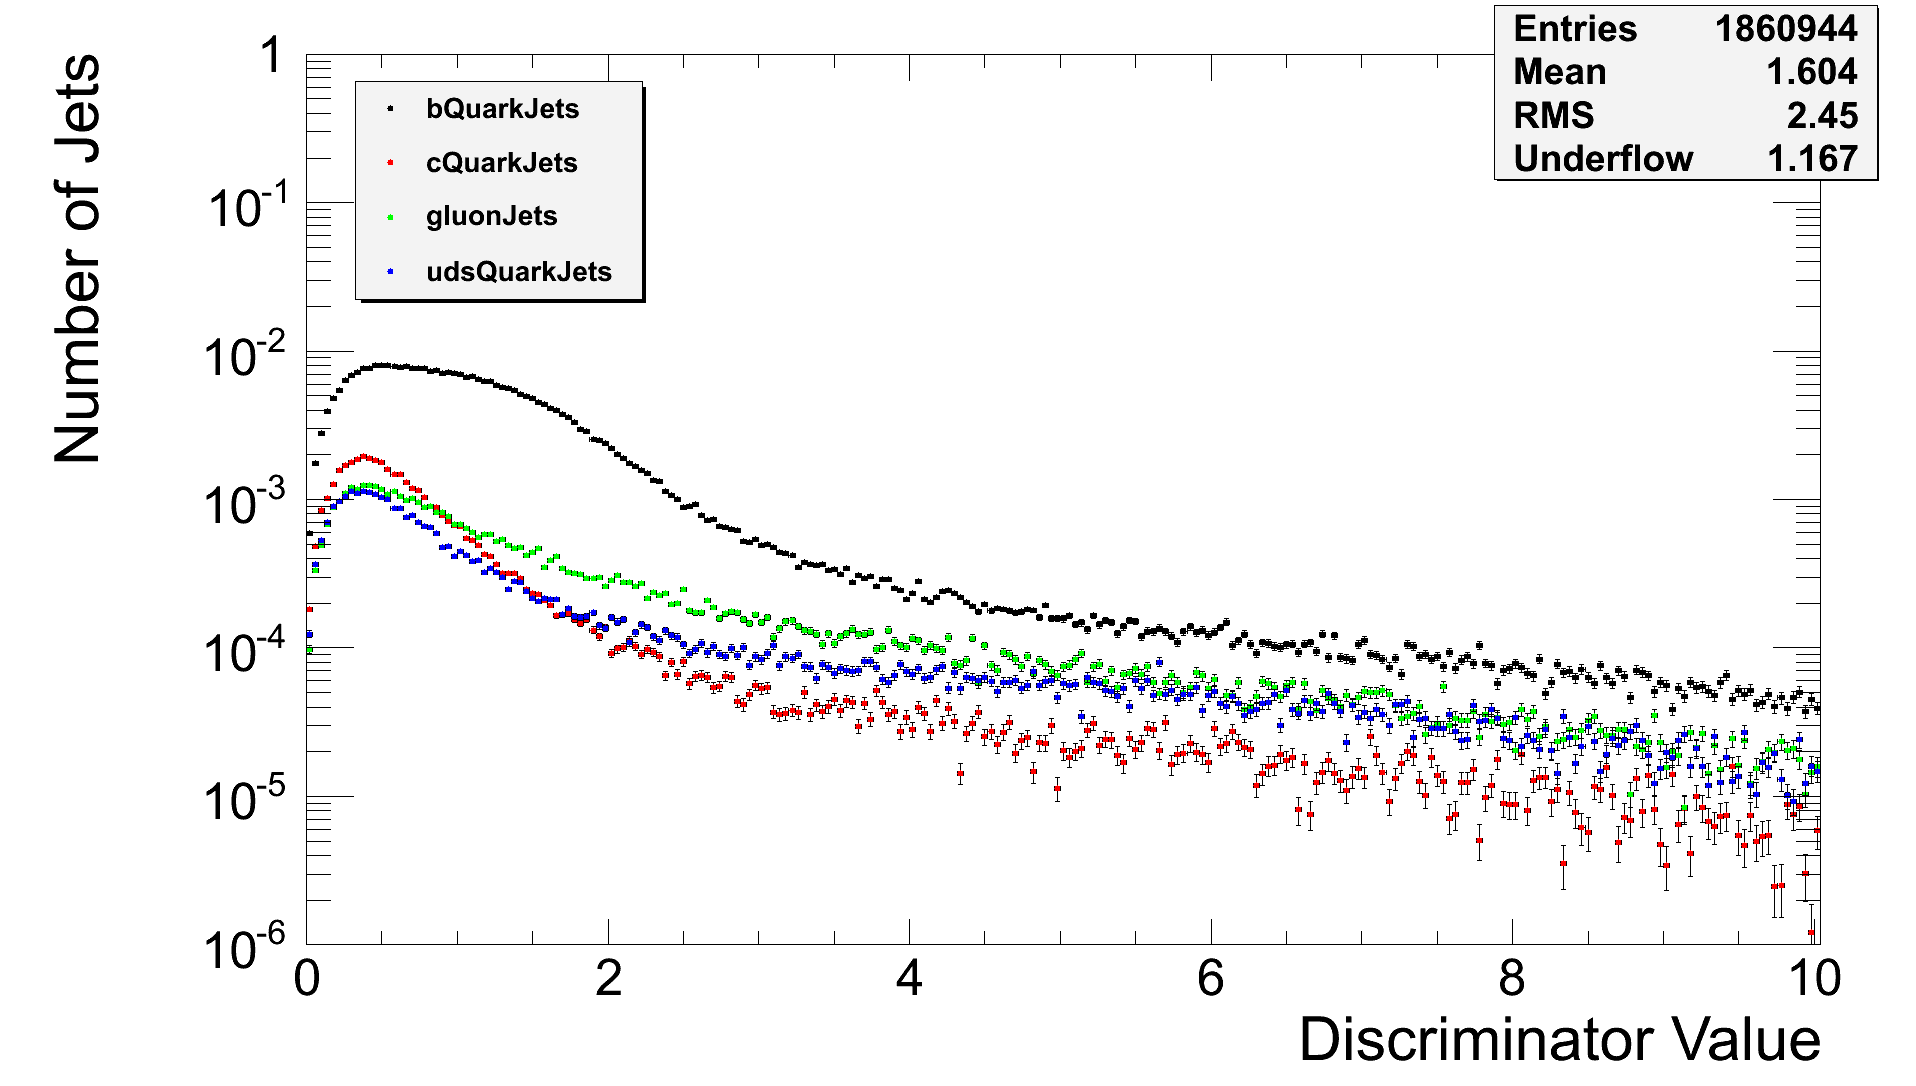 Entries 1860944
Mean 1.604
RMS 2.45
Underflow 1.167
Number of Jets
bQuarkJets
cQuarkJets
gluonJets
udsQuarkJets
1
10-1
10-2
10-3
10-4
10-5
10-6
0 2 4 6 8 10
Discriminator Value